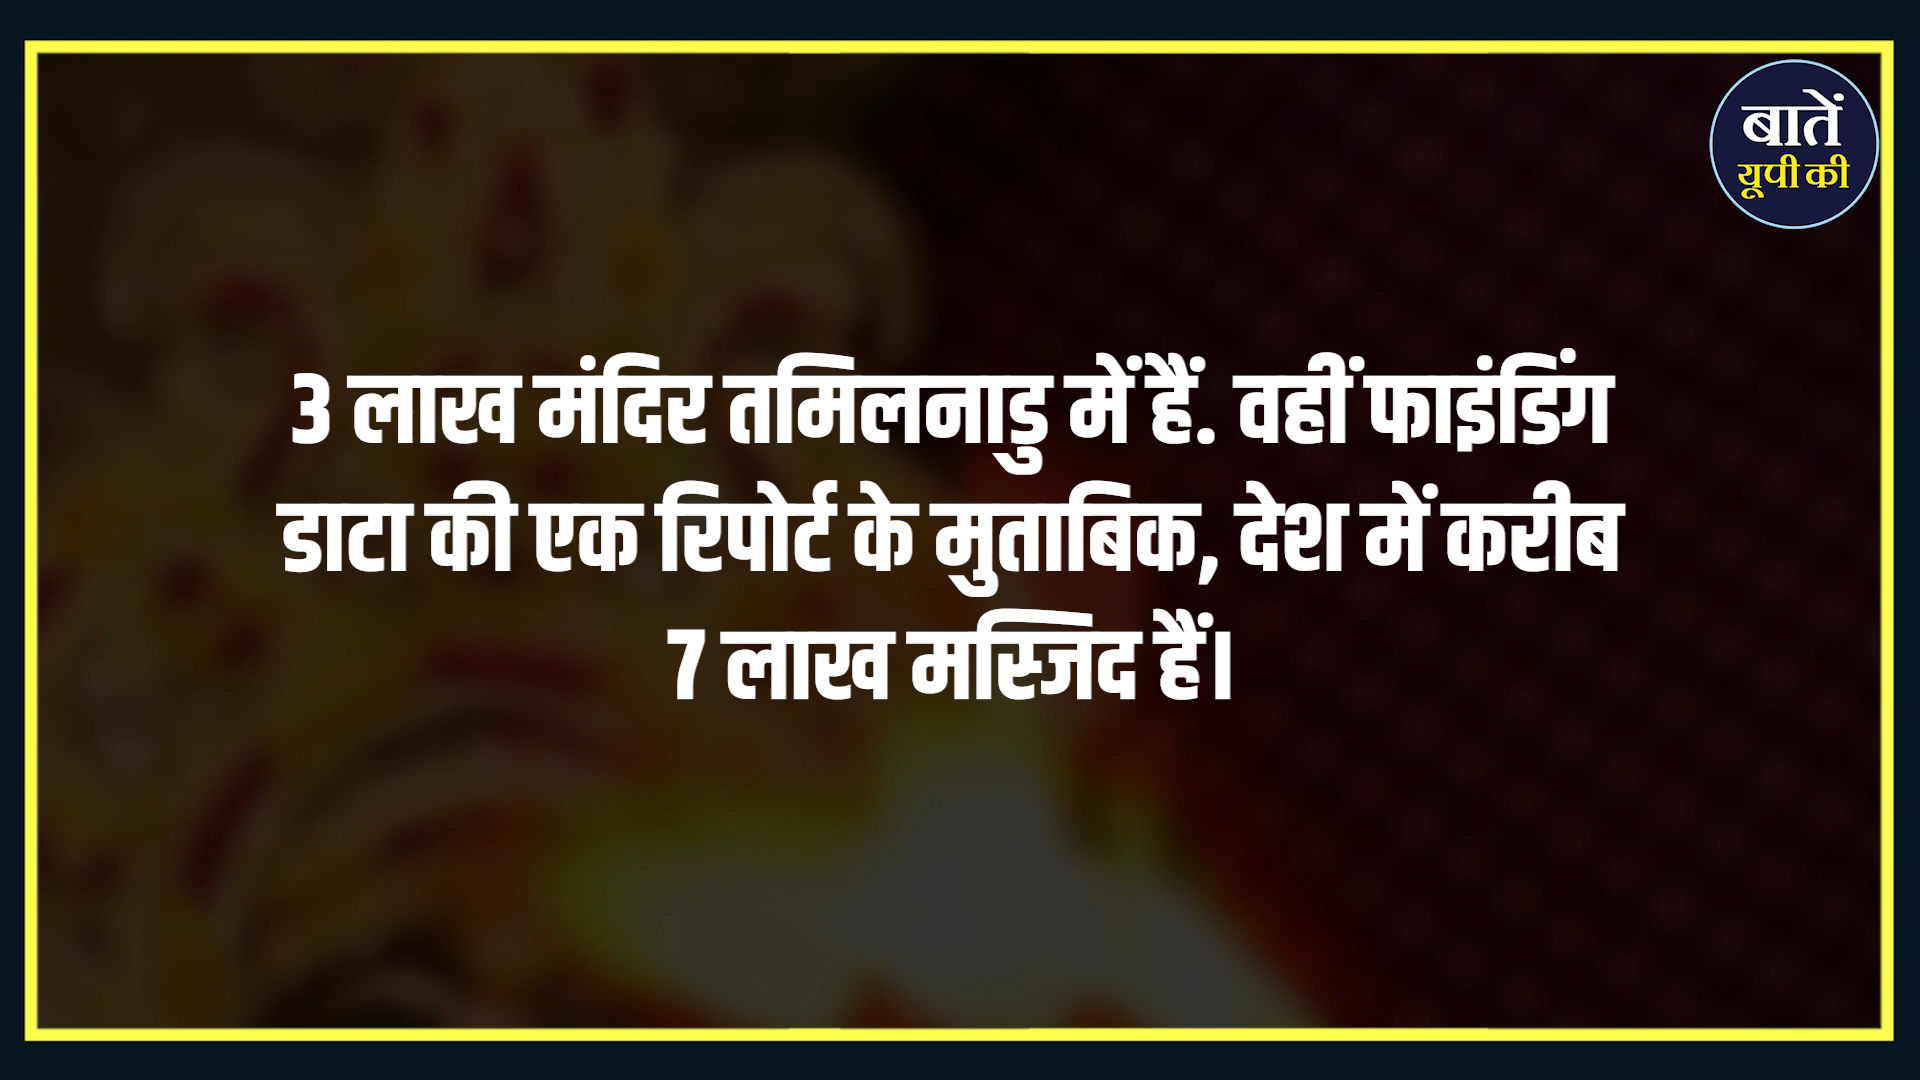 बातें
यूपी की
3 लाख मंदिर तमिलनाडु में हैं. वहीं फाइंडिंग
डाटा की एक रिपोर्ट के मुताबिक, देश में करीब
7 लाख मस्जिद हैं।